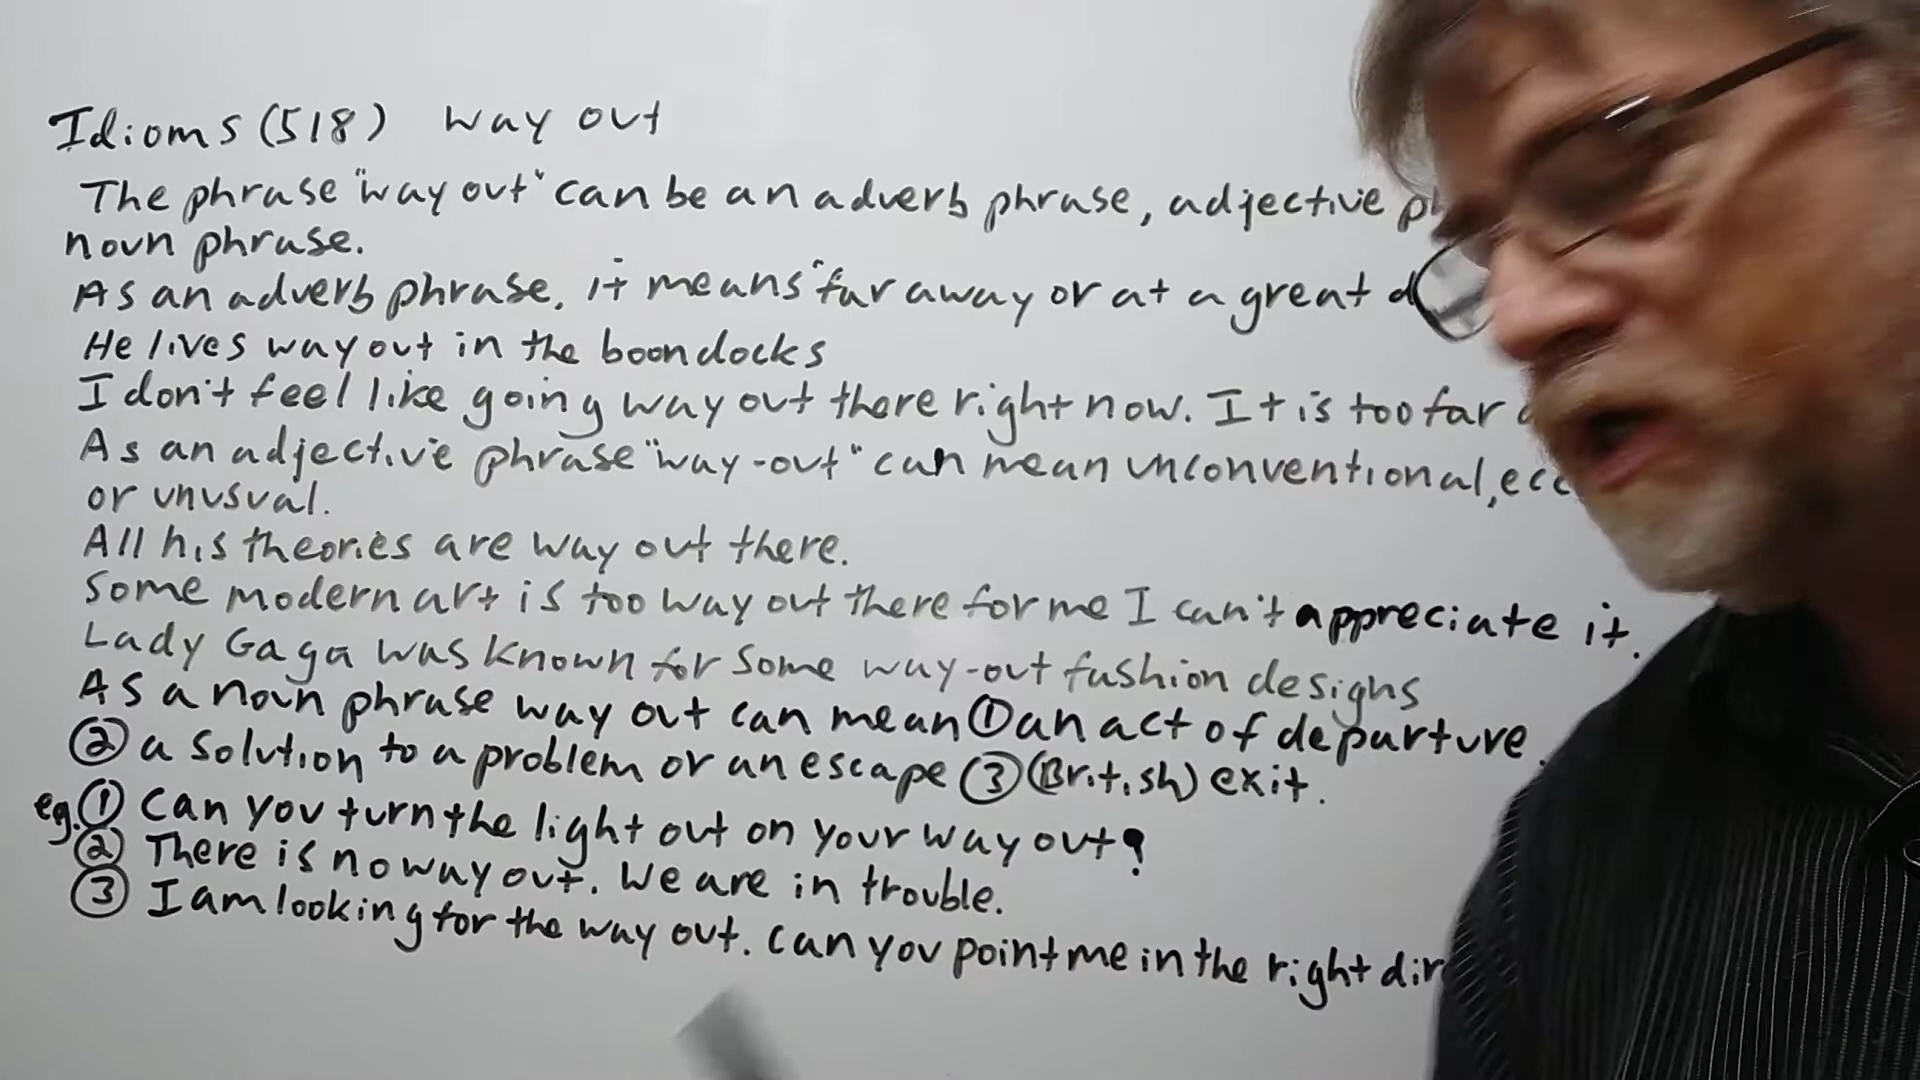 Idioms (518) way out
The phrase "way out" can be an adverb phrase, adjective
noun phrase.
As an adverb phrase, it means "far away or at a great
He lives way out in the boondocks
I don't feel like going way out there right now. It is too far
As an adjective phrase "way-out" can mean unconventional,
or unusual.
All his theories are way out there.
Some modern art is too way out there for me I can't appreciate it.
Lady Gaga was known for some way-out fashion designs
As a noun phrase way out can mean ① an act of departure.
② a solution to a problem or an escape ③ (British) exit.
eg. ① Can you turn the light out on your way out?
② There is no way out. We are in trouble.
③ I am looking for the way out. Can you point me in the right